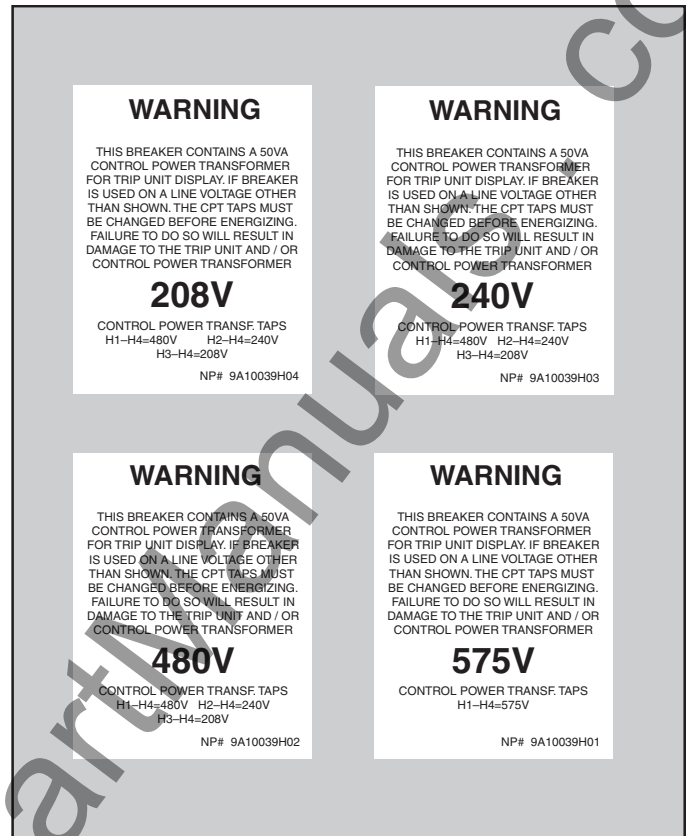 WARNING
THIS BREAKER CONTAINS A 50VA
CONTROL POWER TRANSFORMER
FOR TRIP UNIT DISPLAY. IF BREAKER
IS USED ON A LINE VOLTAGE OTHER
THAN SHOWN. THE CPT TAPS MUST
BE CHANGED BEFORE ENERGIZING.
FAILURE TO DO SO WILL RESULT IN
DAMAGE TO THE TRIP UNIT AND / OR
CONTROL POWER TRANSFORMER
208V
CONTROL POWER TRANSF. TAPS
H1–H4=480V H2–H4=240V
H3–H4=208V
NP# 9A10039H04
WARNING
THIS BREAKER CONTAINS A 50VA
CONTROL POWER TRANSFORMER
FOR TRIP UNIT DISPLAY. IF BREAKER
IS USED ON A LINE VOLTAGE OTHER
THAN SHOWN. THE CPT TAPS MUST
BE CHANGED BEFORE ENERGIZING.
FAILURE TO DO SO WILL RESULT IN
DAMAGE TO THE TRIP UNIT AND / OR
CONTROL POWER TRANSFORMER
240V
CONTROL POWER TRANSF. TAPS
H1–H4=480V H2–H4=240V
H3–H4=208V
NP# 9A10039H03
WARNING
THIS BREAKER CONTAINS A 50VA
CONTROL POWER TRANSFORMER
FOR TRIP UNIT DISPLAY. IF BREAKER
IS USED ON A LINE VOLTAGE OTHER
THAN SHOWN. THE CPT TAPS MUST
BE CHANGED BEFORE ENERGIZING.
FAILURE TO DO SO WILL RESULT IN
DAMAGE TO THE TRIP UNIT AND / OR
CONTROL POWER TRANSFORMER
480V
CONTROL POWER TRANSF. TAPS
H1–H4=480V H2–H4=240V
H3–H4=208V
NP# 9A10039H02
WARNING
THIS BREAKER CONTAINS A 50VA
CONTROL POWER TRANSFORMER
FOR TRIP UNIT DISPLAY. IF BREAKER
IS USED ON A LINE VOLTAGE OTHER
THAN SHOWN. THE CPT TAPS MUST
BE CHANGED BEFORE ENERGIZING.
FAILURE TO DO SO WILL RESULT IN
DAMAGE TO THE TRIP UNIT AND / OR
CONTROL POWER TRANSFORMER
575V
CONTROL POWER TRANSF. TAPS
H1–H4=575V
NP# 9A10039H01
artManuals.co